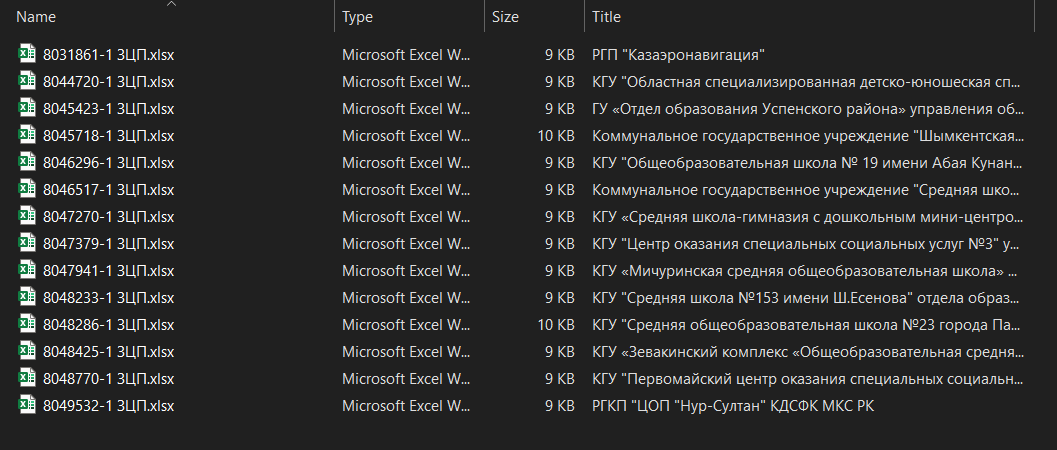 Name Type Size Title
8031861-1 ЗЦП.xlsx Microsoft Excel W... 9 KB РГП "Казаэронавигация"
8044720-1 ЗЦП.xlsx Microsoft Excel W... 9 KB КГУ "Областная специализированная детско-юношеская сп...
8045423-1 ЗЦП.xlsx Microsoft Excel W... 9 KB ГУ «Отдел образования Успенского района» управления об...
8045718-1 ЗЦП.xlsx Microsoft Excel W... 10 KB Коммунальное государственное учреждение "Шымкентская...
8046296-1 ЗЦП.xlsx Microsoft Excel W... 9 KB КГУ "Общеобразовательная школа № 19 имени Абая Кунан...
8046517-1 ЗЦП.xlsx Microsoft Excel W... 9 KB Коммунальное государственное учреждение "Средняя шко...
8047270-1 ЗЦП.xlsx Microsoft Excel W... 9 KB КГУ «Средняя школа-гимназия с дошкольным мини-центро...
8047379-1 ЗЦП.xlsx Microsoft Excel W... 9 KB КГУ "Центр оказания специальных социальных услуг №3" у...
8047941-1 ЗЦП.xlsx Microsoft Excel W... 9 KB КГУ «Мичуринская средняя общеобразовательная школа» ...
8048233-1 ЗЦП.xlsx Microsoft Excel W... 9 KB КГУ "Средняя школа №153 имени Ш.Есенова" отдела образ...
8048286-1 ЗЦП.xlsx Microsoft Excel W... 10 KB КГУ "Средняя общеобразовательная школа №23 города Па...
8048425-1 ЗЦП.xlsx Microsoft Excel W... 9 KB КГУ «Зевакинский комплекс «Общеобразовательная средня...
8048770-1 ЗЦП.xlsx Microsoft Excel W... 9 KB КГУ "Первомайский центр оказания специальных социальн...
8049532-1 ЗЦП.xlsx Microsoft Excel W... 9 KB РГКП "ЦОП "Нур-Султан" КДСФК МКС РК